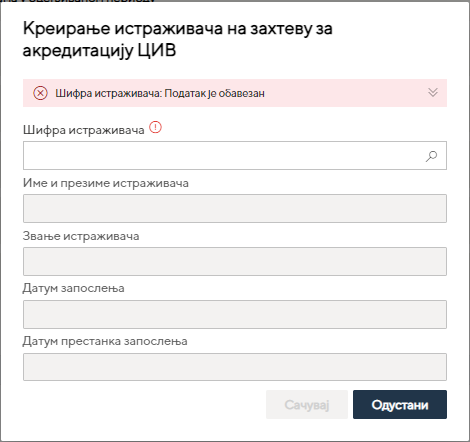 Креирање истраживача на захтеву за
акредитацију ЦИВ
Шифра истраживача: Податак је обавезан
Шифра истраживача
Име и презиме истраживача
Звање истраживача
Датум запослења
Датум престанка запослења
Сачувај
Одустани